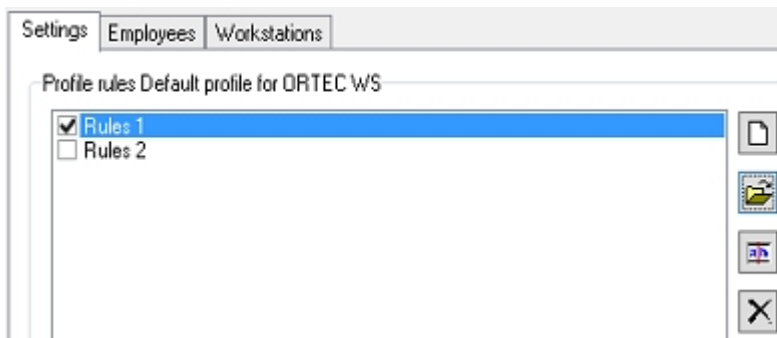 Settings Employees Workstations
Profile rules Default profile for ORTEC WS
Rules 1
Rules 2